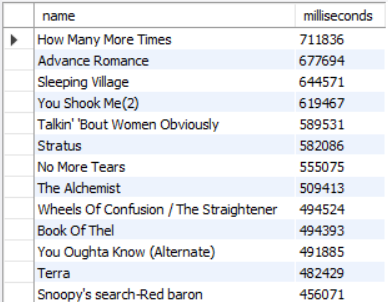 name milliseconds
How Many More Times 711836
Advance Romance 677694
Sleeping Village 644571
You Shook Me(2) 619467
Talkin' 'Bout Women Obviously 589531
Stratus 582086
No More Tears 555075
The Alchemist 509413
Wheels Of Confusion / The Straightener 494524
Book Of Thel 494393
You Oughta Know (Alternate) 491885
Terra 482429
Snoopy's search-Red baron 456071